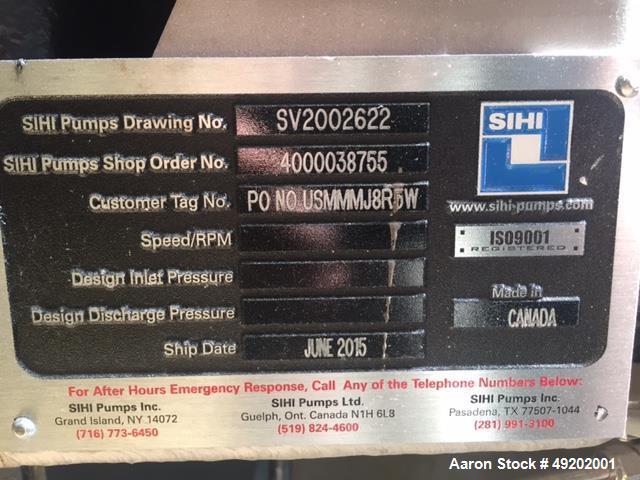 SIHI Pumps Drawing No. SV2002622
SIHI Pumps Shop Order No. 4000038755
Customer Tag No. PO NO USMMMJ8R5W
Speed/RPM
Design Inlet Pressure
Design Discharge Pressure
Ship Date JUNE 2015
SIHI
www.sihi-pumps.com
ISO9001
REGISTERED
Made in
CANADA
For After Hours Emergency Response, Call Any of the Telephone Numbers Below:
SIHI Pumps Inc.
Grand Island, NY 14072
(716) 773-6450
SIHI Pumps Ltd.
Guelph, Ont. Canada N1H 6L8
(519) 824-4600
SIHI Pumps Inc.
Pasadena, TX 77507-1044
(281) 991-3100
Aaron Stock # 49202001